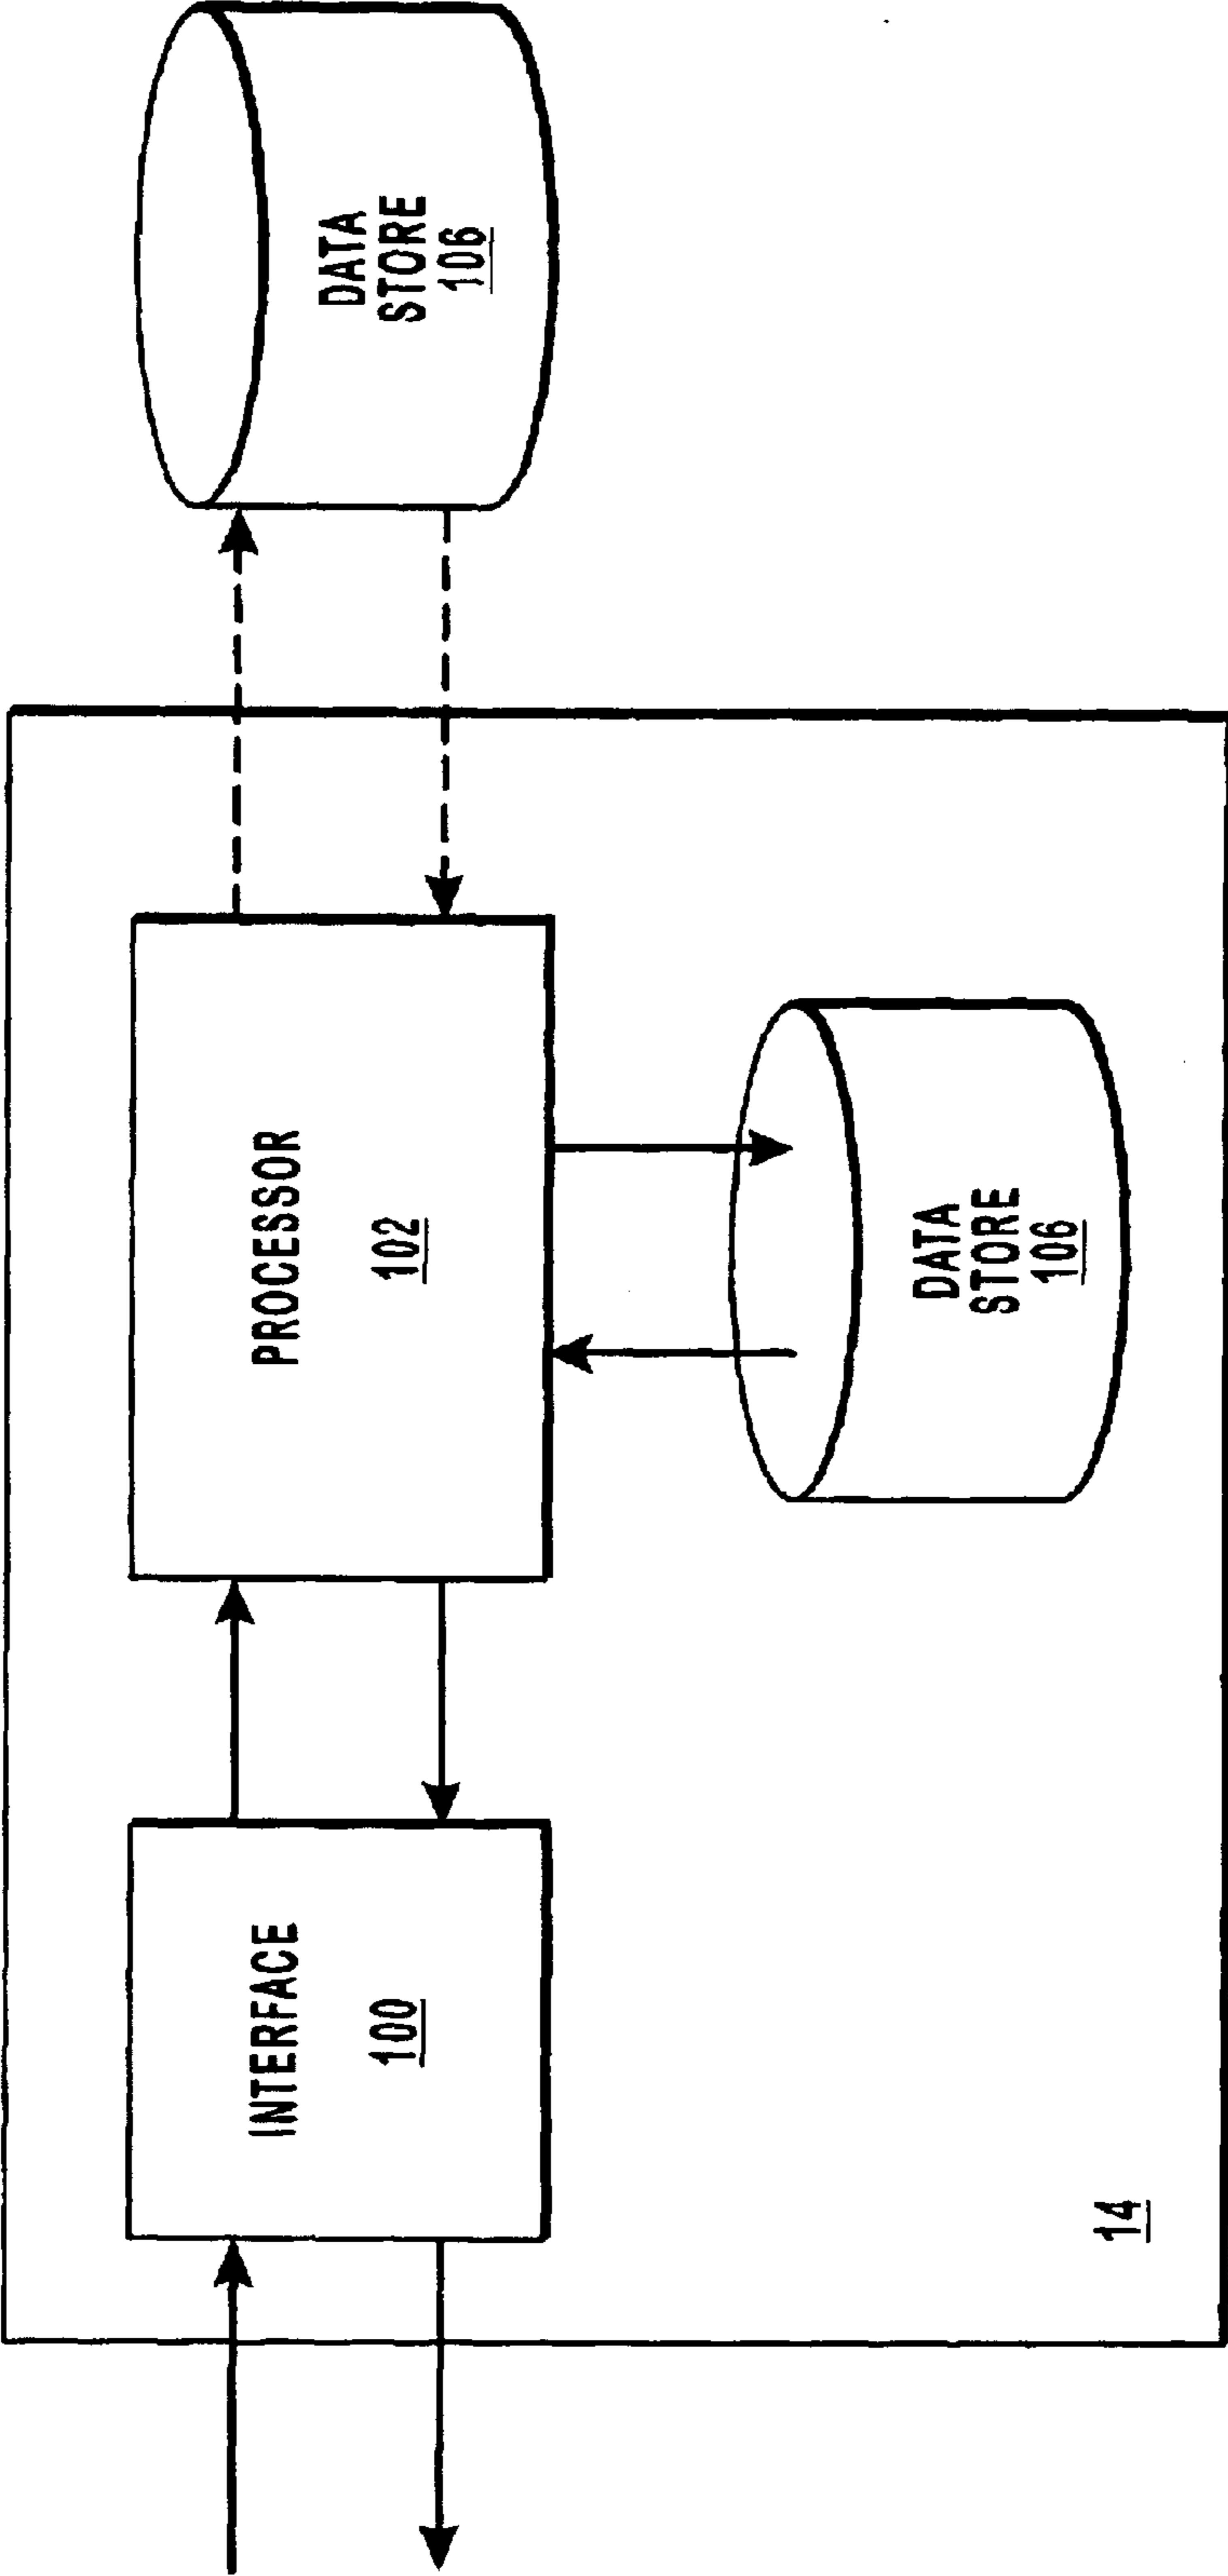 INTERFACE
100
PROCESSOR
102
DATA
STORE
106
DATA
STORE
106
14